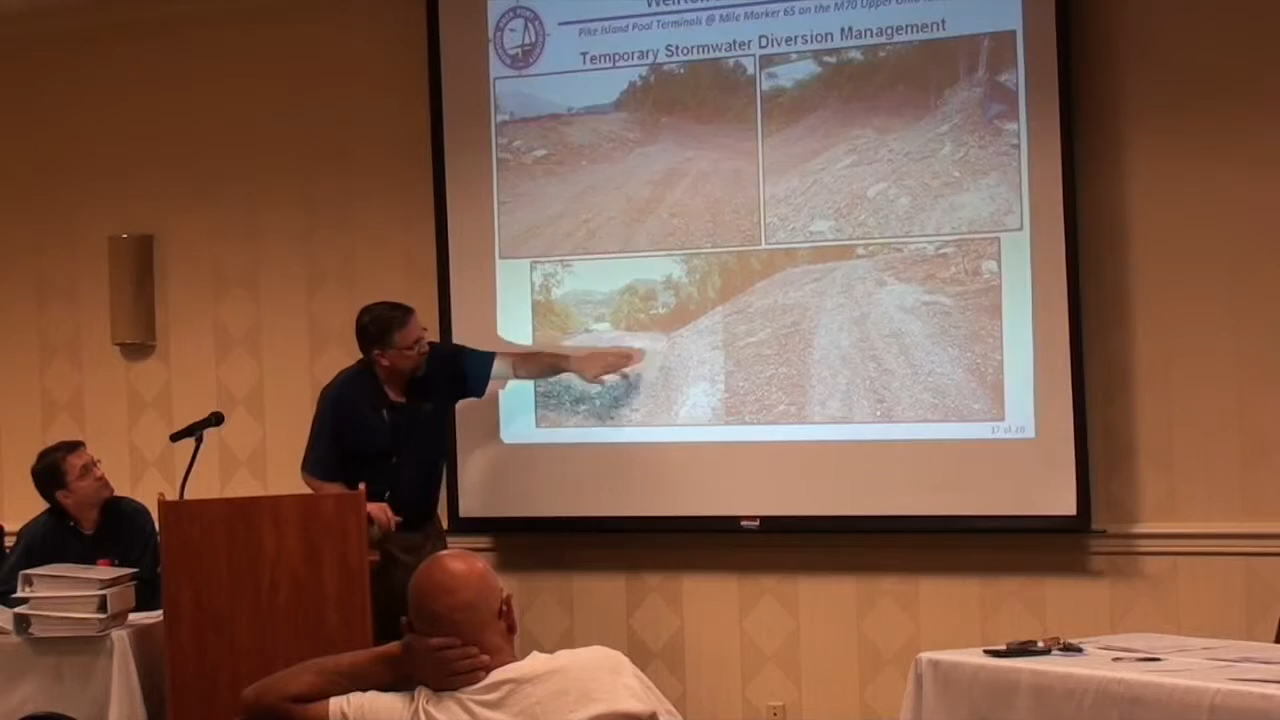 Pike Island Pool Terminals @ Mile Marker 65 on the M70 Upper Ohio
Temporary Stormwater Diversion Management
17 of 20